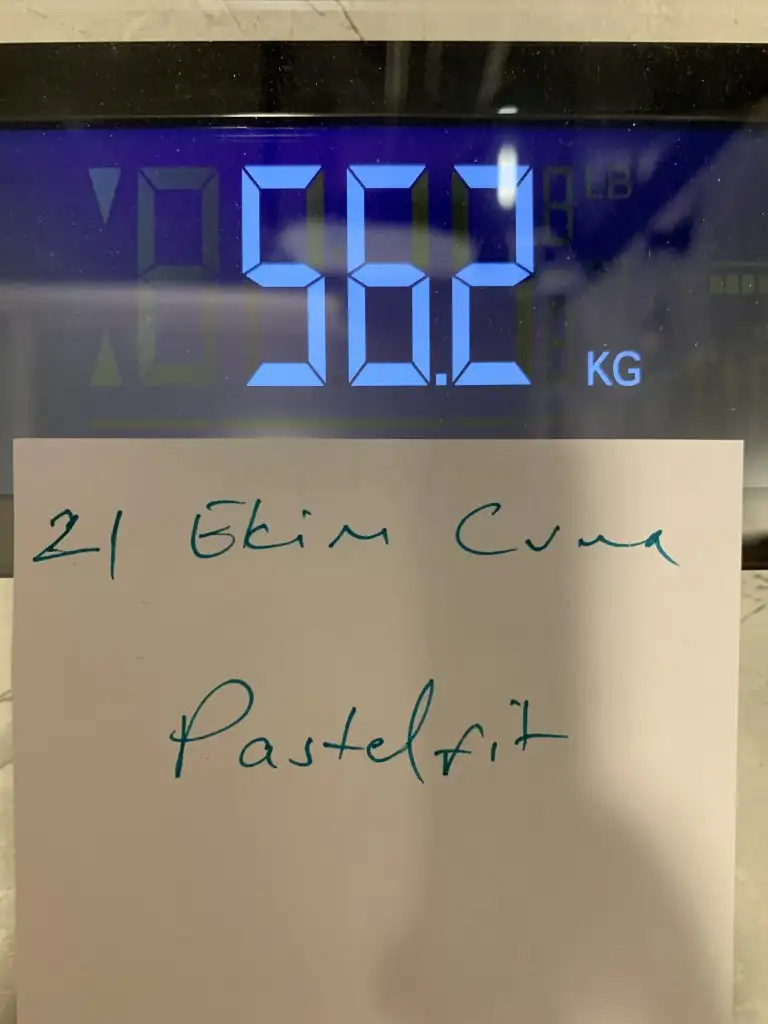 56.2 KG
LB
21 Ekim Cuma
Pastelfit